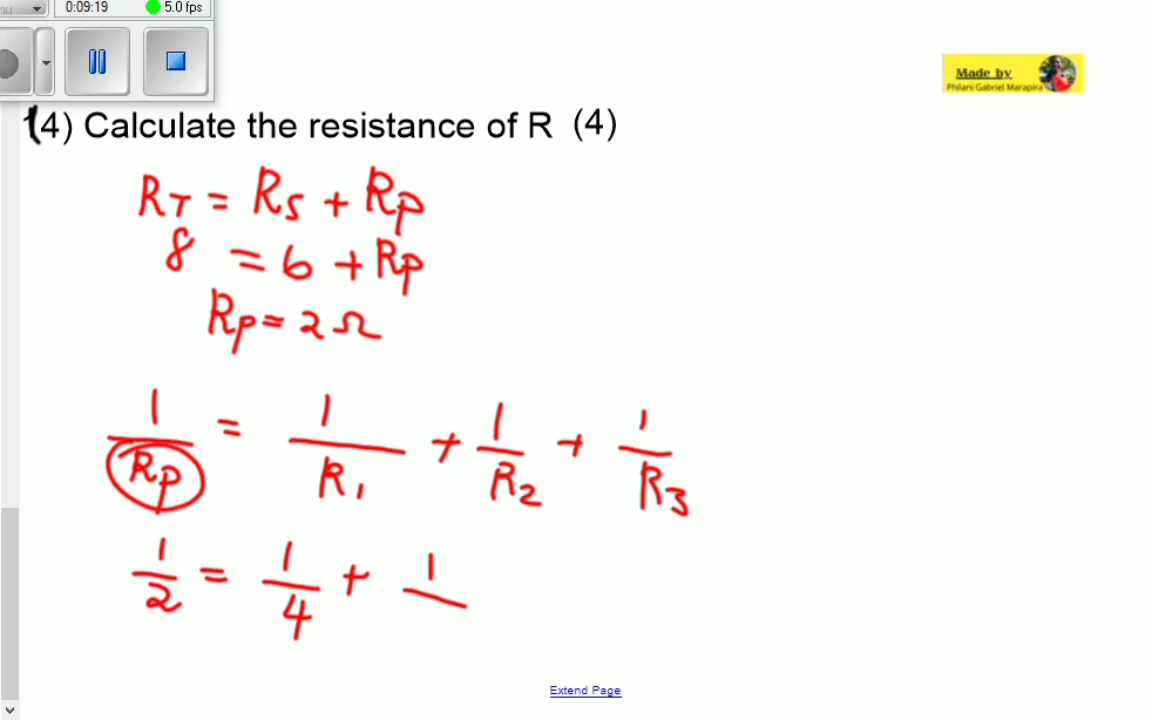 0:09:19 5.0 fps
Made by
Philani Gabriel Marapira
(4) Calculate the resistance of R (4)
RT = RS + RP
8 = 6 + RP
RP = 2 Ω
1/RP = 1/R1 + 1/R2 + 1/R3
1/2 = 1/4 + 1/
Extend Page